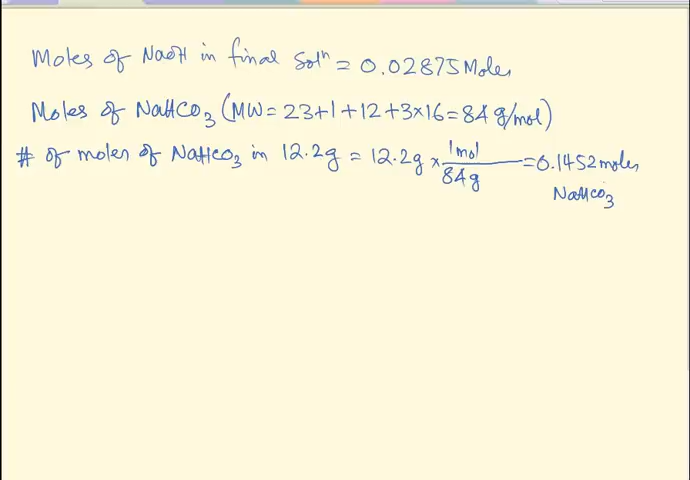 Moles of NaOH in final Solⁿ = 0.02875 Moles
Moles of NaHCO₃ (MW = 23+1+12+3×16 = 84 g/mol)
# of moles of NaHCO₃ in 12.2g = 12.2g × 1mol/84g = 0.1452 moles
NaHCO₃